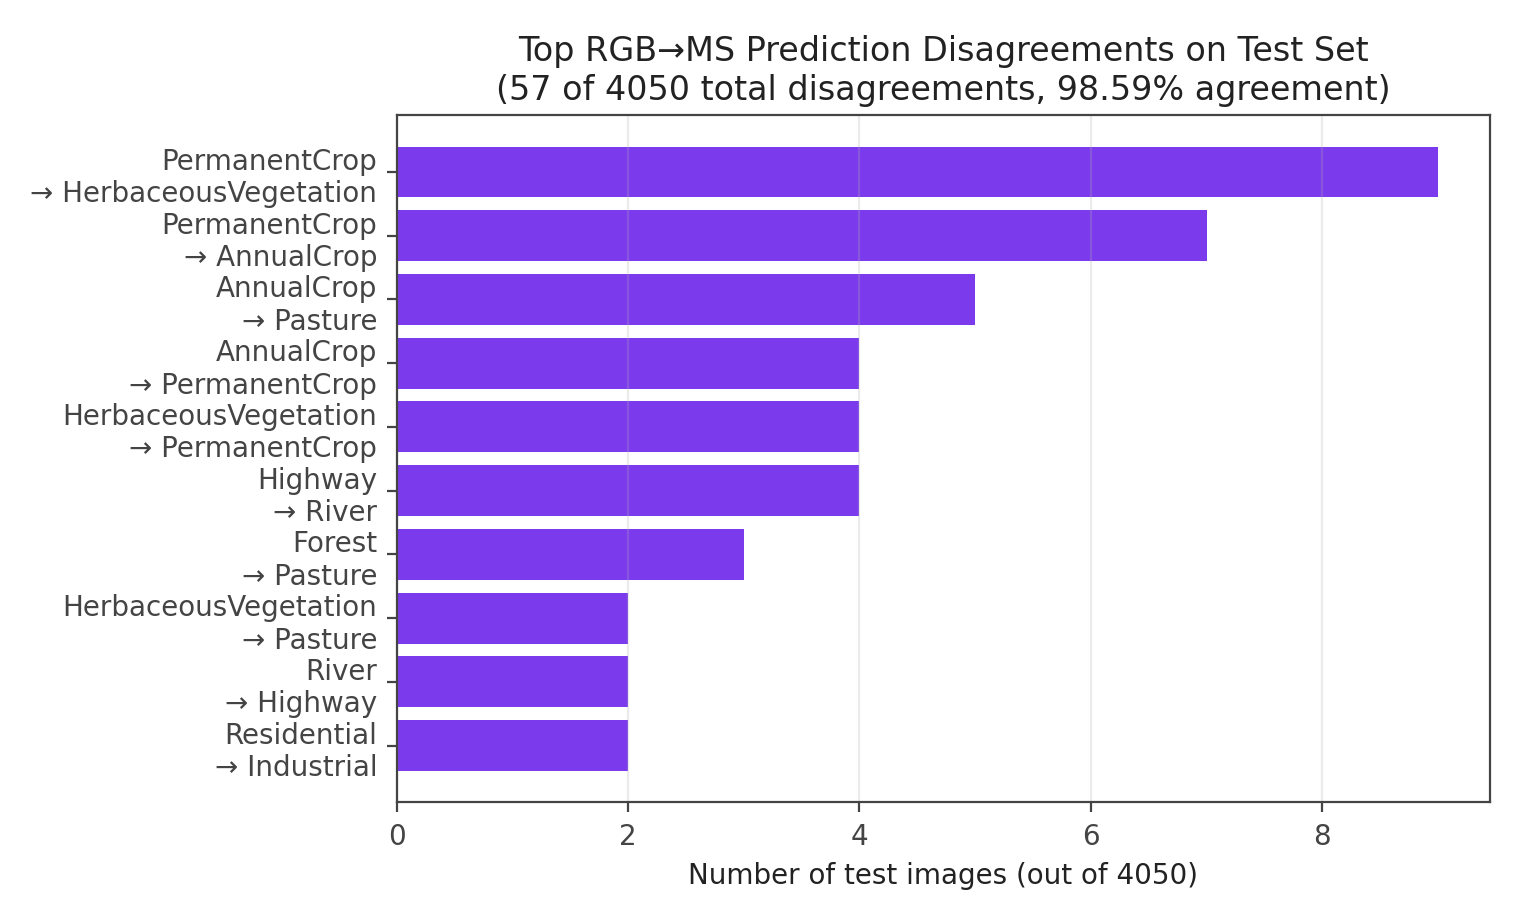 Top RGB→MS Prediction Disagreements on Test Set
(57 of 4050 total disagreements, 98.59% agreement)
PermanentCrop
→ HerbaceousVegetation
PermanentCrop
→ AnnualCrop
AnnualCrop
→ Pasture
AnnualCrop
→ PermanentCrop
HerbaceousVegetation
→ PermanentCrop
Highway
→ River
Forest
→ Pasture
HerbaceousVegetation
→ Pasture
River
→ Highway
Residential
→ Industrial
0 2 4 6 8
Number of test images (out of 4050)